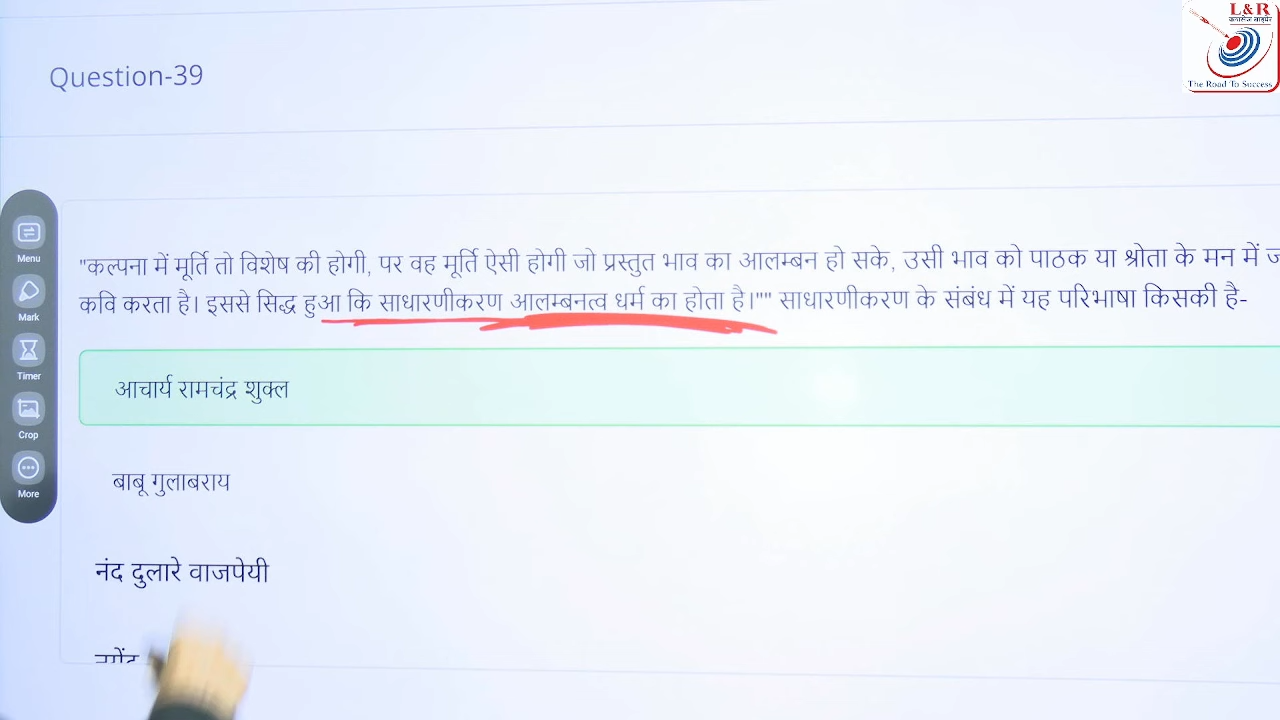 L&R
The Road To Success
Question-39
Menu
Mark
Timer
Crop
More
"कल्पना में मूर्ति तो विशेष की होगी, पर वह मूर्ति ऐसी होगी जो प्रस्तुत भाव का आलम्बन हो सके, उसी भाव को पाठक या श्रोता के मन में
कवि करता है। इससे सिद्ध हुआ कि साधारणीकरण आलम्बनत्व धर्म का होता है।"" साधारणीकरण के संबंध में यह परिभाषा किसकी है-
आचार्य रामचंद्र शुक्ल
बाबू गुलाबराय
नंद दुलारे वाजपेयी